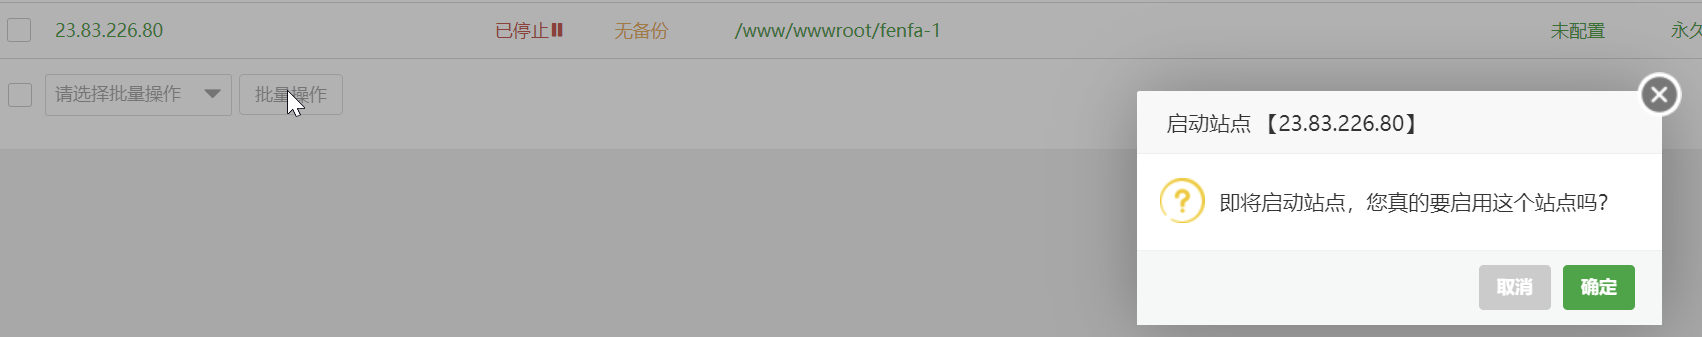 23.83.226.80 已停止 无备份 /www/wwwroot/fenfa-1 未配置 永久
请选择批量操作 批量操作
启动站点 【23.83.226.80】
即将启动站点，您真的要启用这个站点吗?
取消 确定